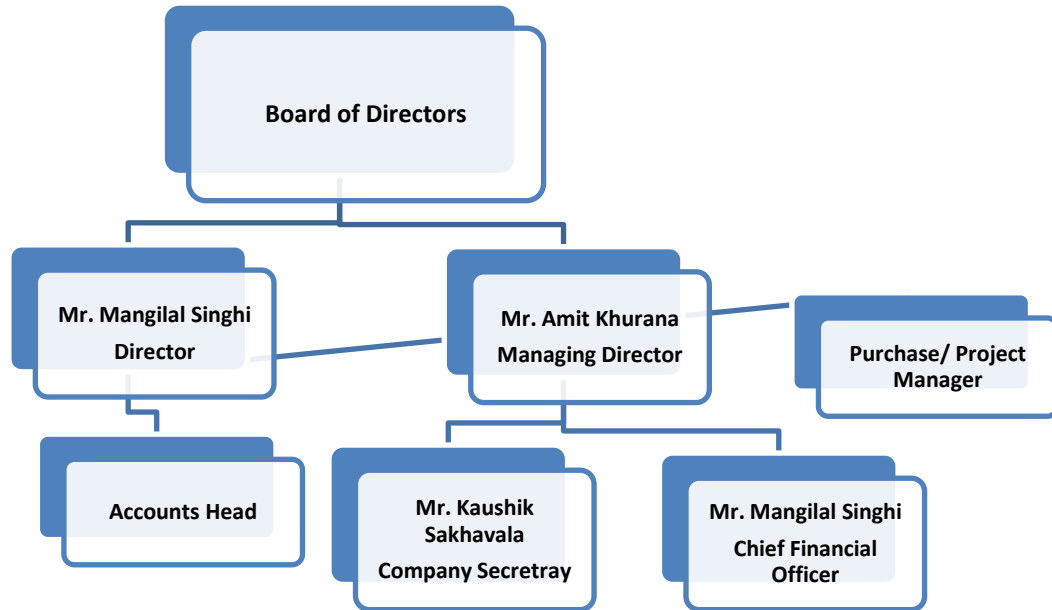 Board of Directors
Mr. Mangilal Singhi
Director
Mr. Amit Khurana
Managing Director
Purchase/ Project
Manager
Accounts Head
Mr. Kaushik
Sakhavala
Company Secretray
Mr. Mangilal Singhi
Chief Financial
Officer